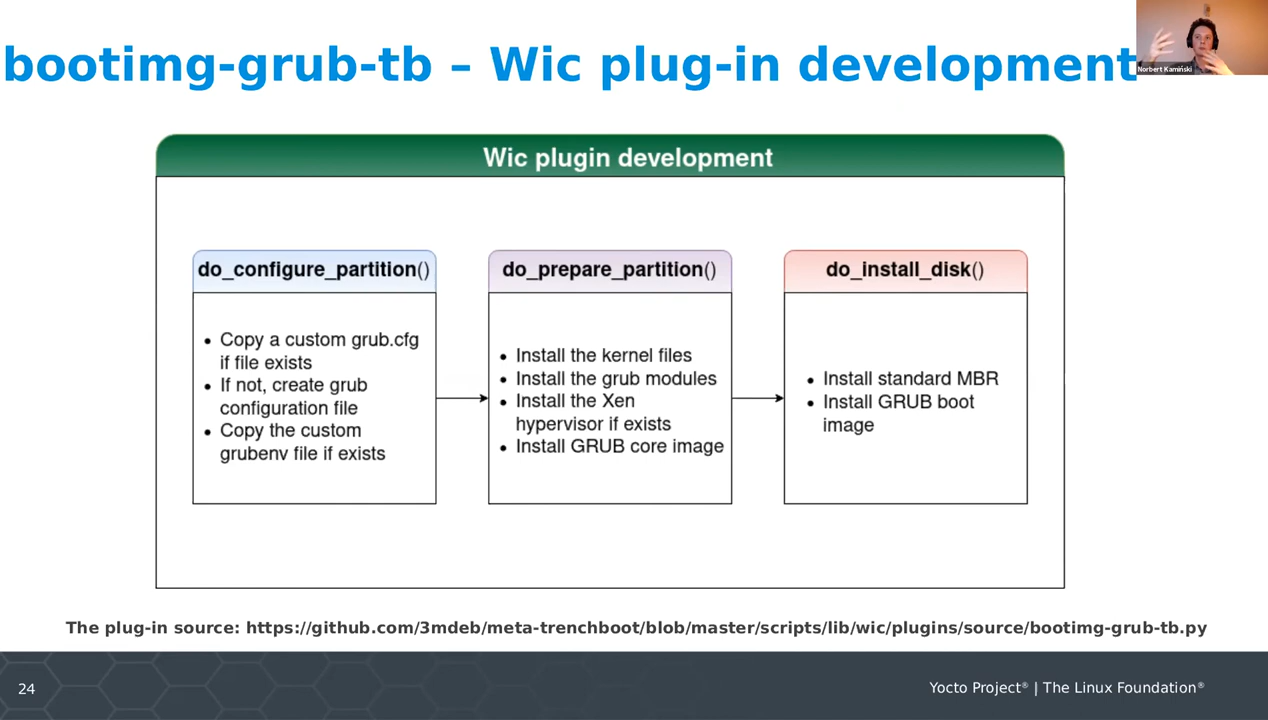 bootimg-grub-tb – Wic plug-in development
Norbert Kamiński
Wic plugin development
do_configure_partition()
• Copy a custom grub.cfg
if file exists
• If not, create grub
configuration file
• Copy the custom
grubenv file if exists
do_prepare_partition()
• Install the kernel files
• Install the grub modules
• Install the Xen
hypervisor if exists
• Install GRUB core image
do_install_disk()
• Install standard MBR
• Install GRUB boot
image
The plug-in source: https://github.com/3mdeb/meta-trenchboot/blob/master/scripts/lib/wic/plugins/source/bootimg-grub-tb.py
24
Yocto Project® | The Linux Foundation®